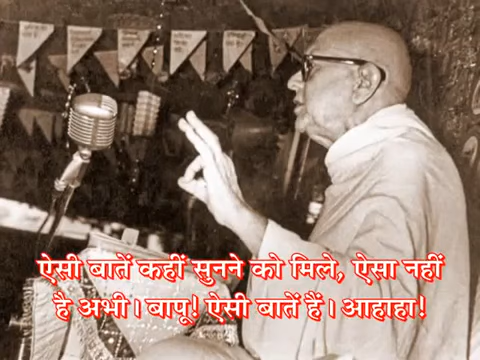 ऐसी बातें कहीं सुनने को मिले, ऐसा नहीं
है अभी। बापू! ऐसी बातें हैं। आहाहा!